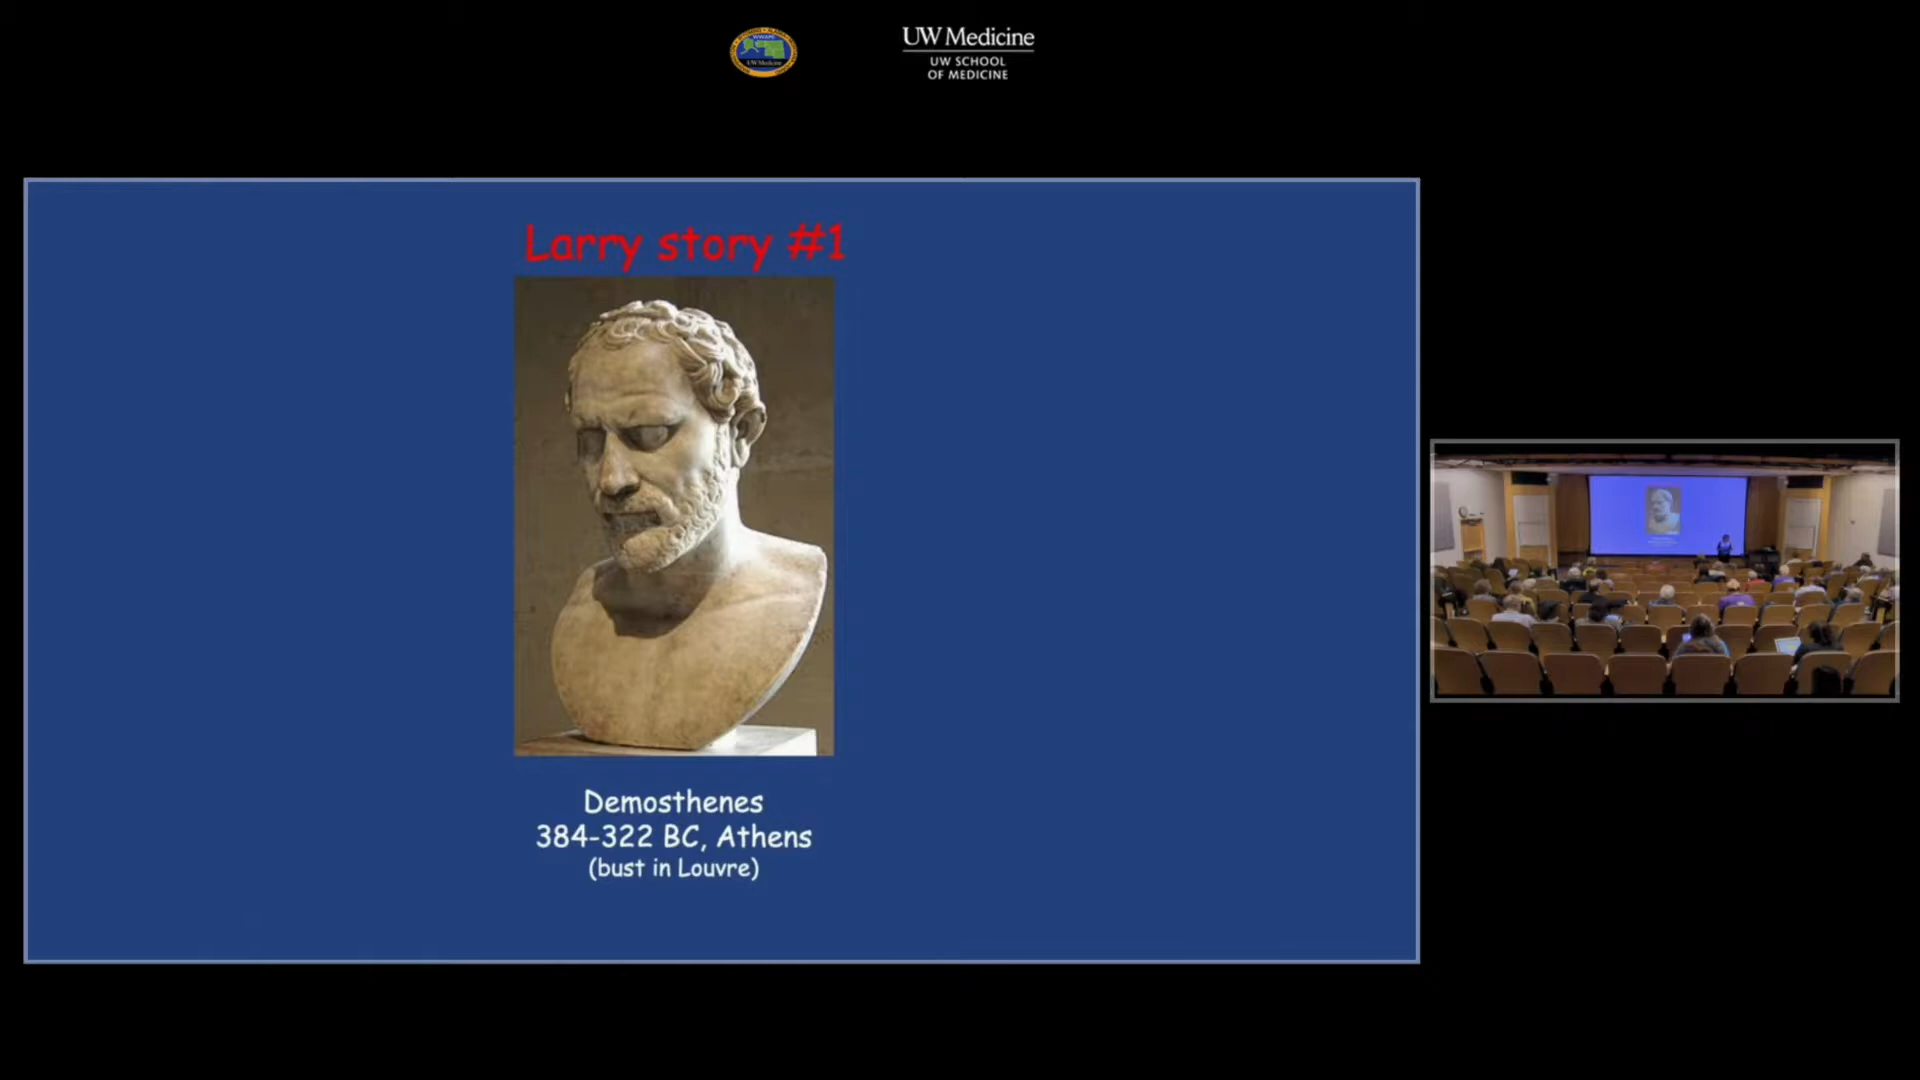 UW Medicine
UW SCHOOL
OF MEDICINE
Larry story #1
Demosthenes
384-322 BC, Athens
(bust in Louvre)